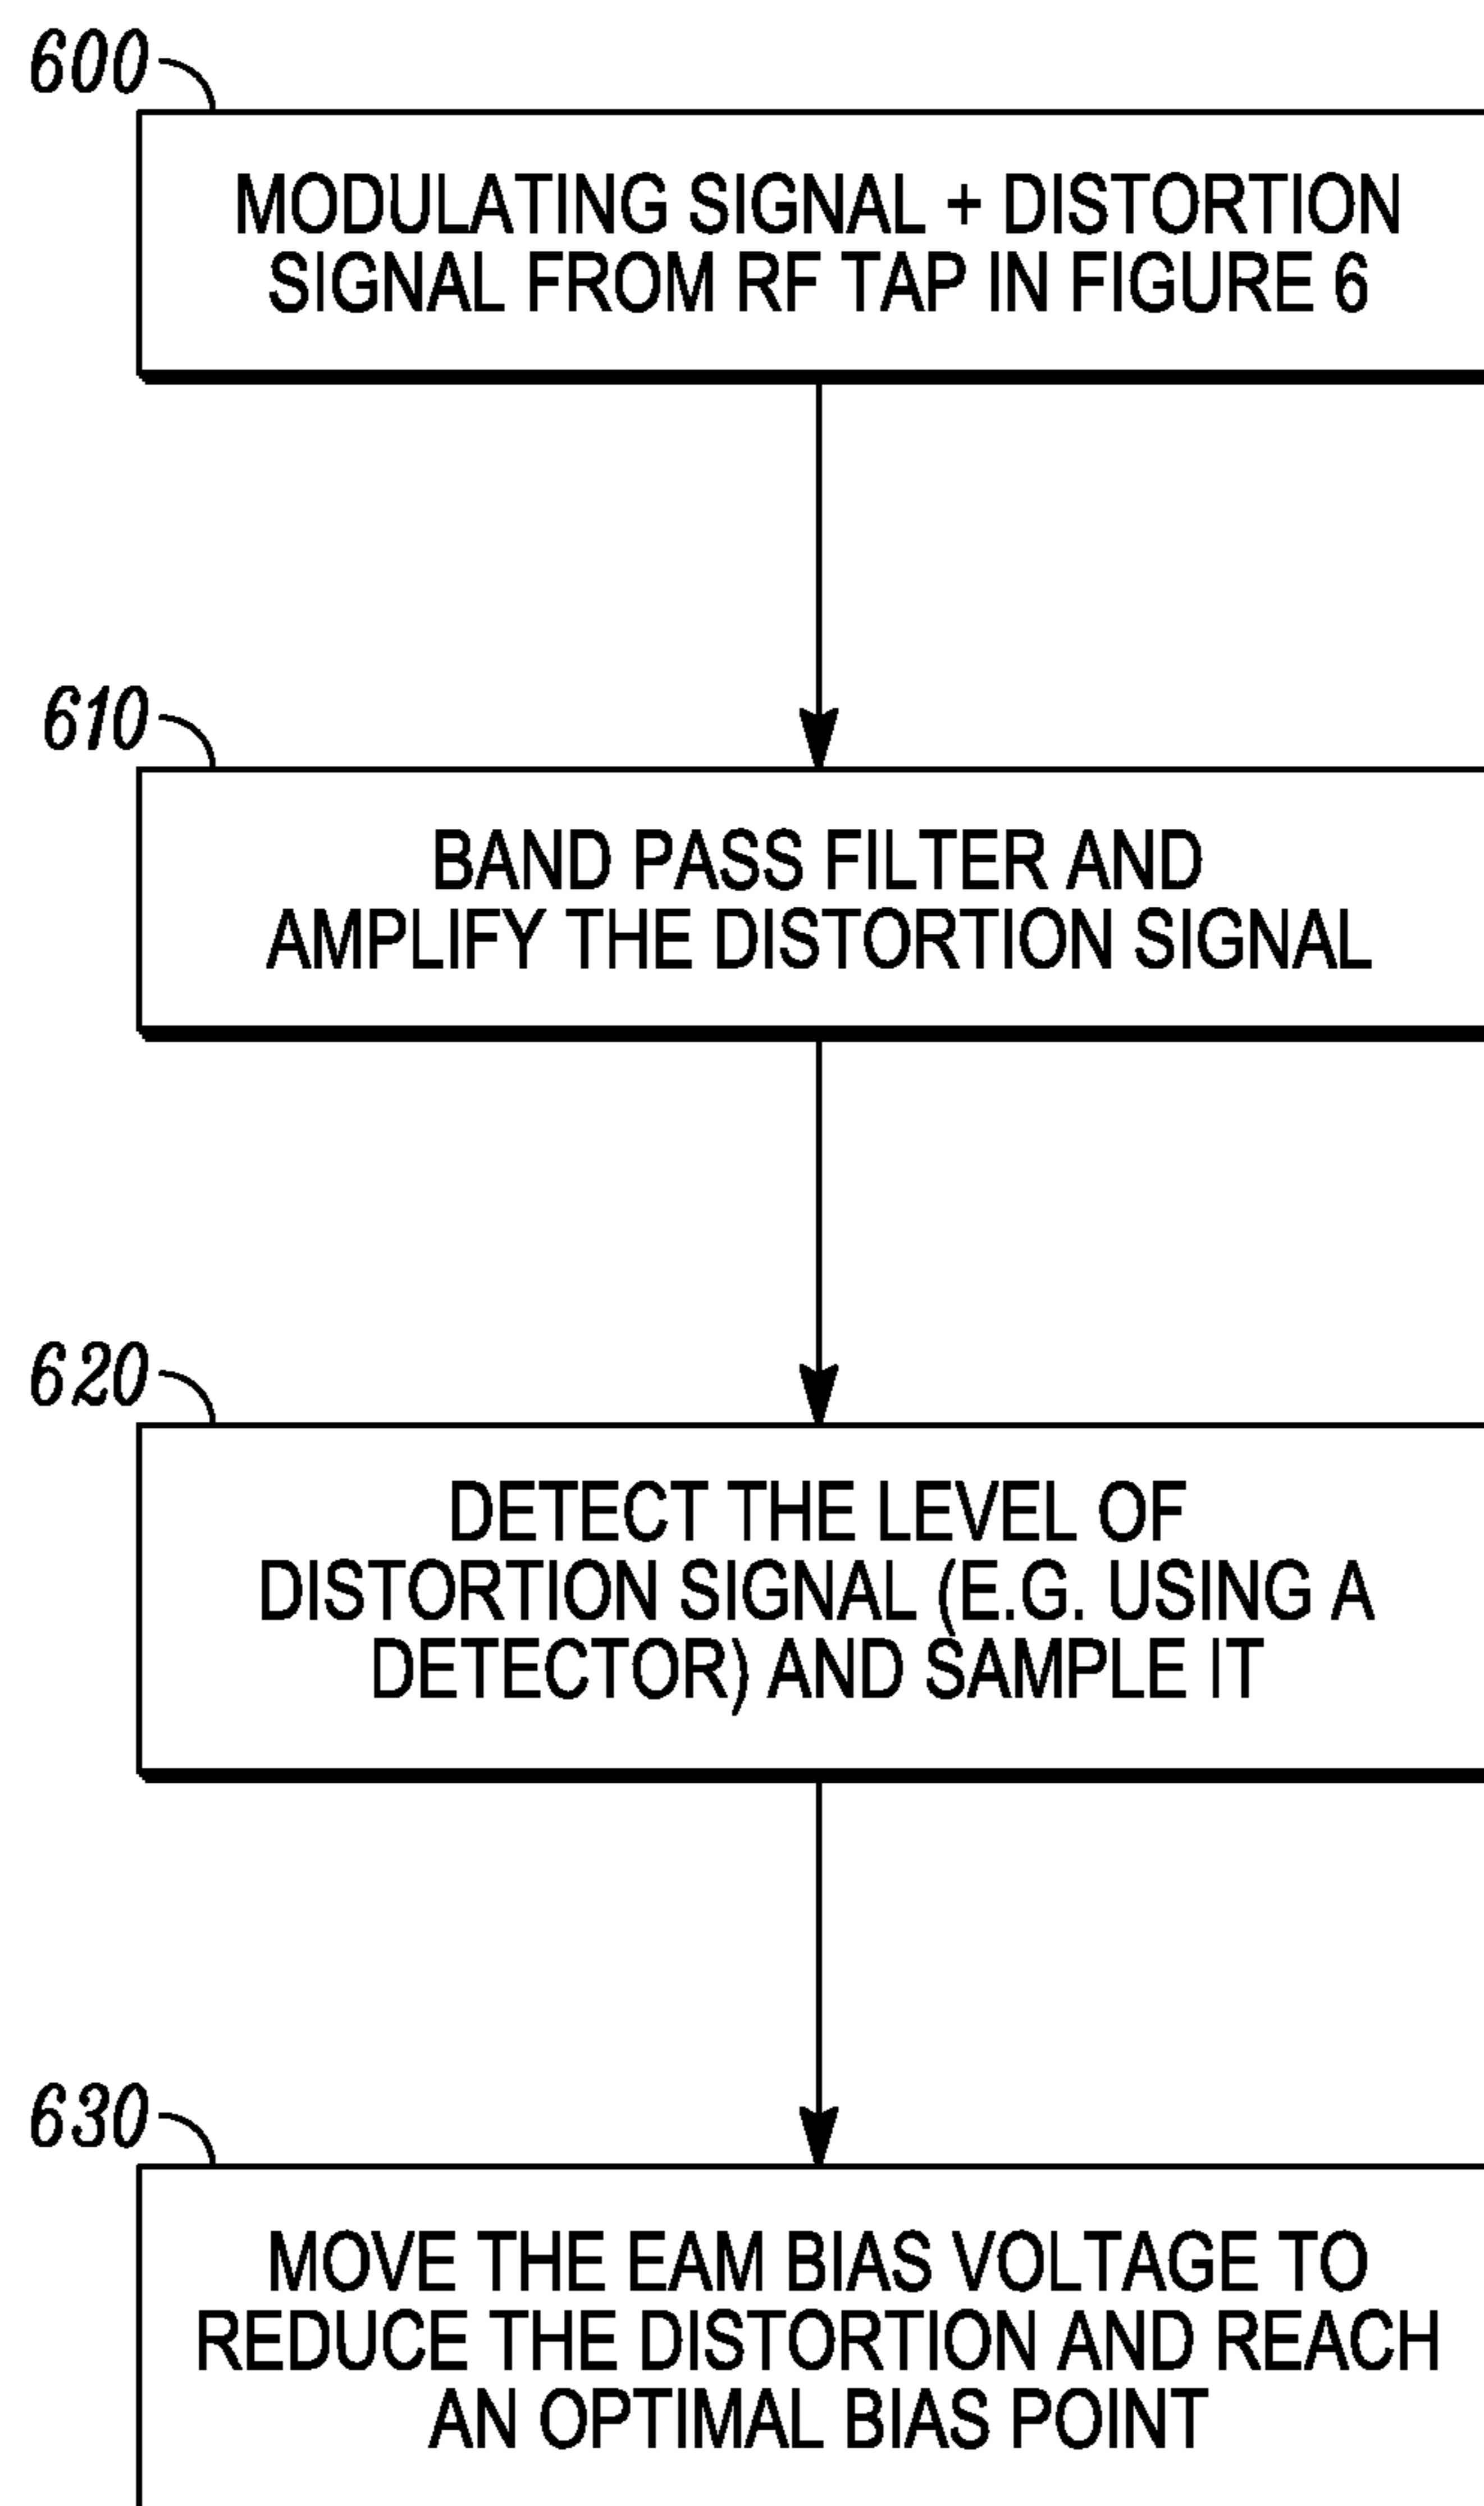 600
MODULATING SIGNAL + DISTORTION
SIGNAL FROM RF TAP IN FIGURE 6
610
BAND PASS FILTER AND
AMPLIFY THE DISTORTION SIGNAL
620
DETECT THE LEVEL OF
DISTORTION SIGNAL (E.G. USING A
DETECTOR) AND SAMPLE IT
630
MOVE THE EAM BIAS VOLTAGE TO
REDUCE THE DISTORTION AND REACH
AN OPTIMAL BIAS POINT